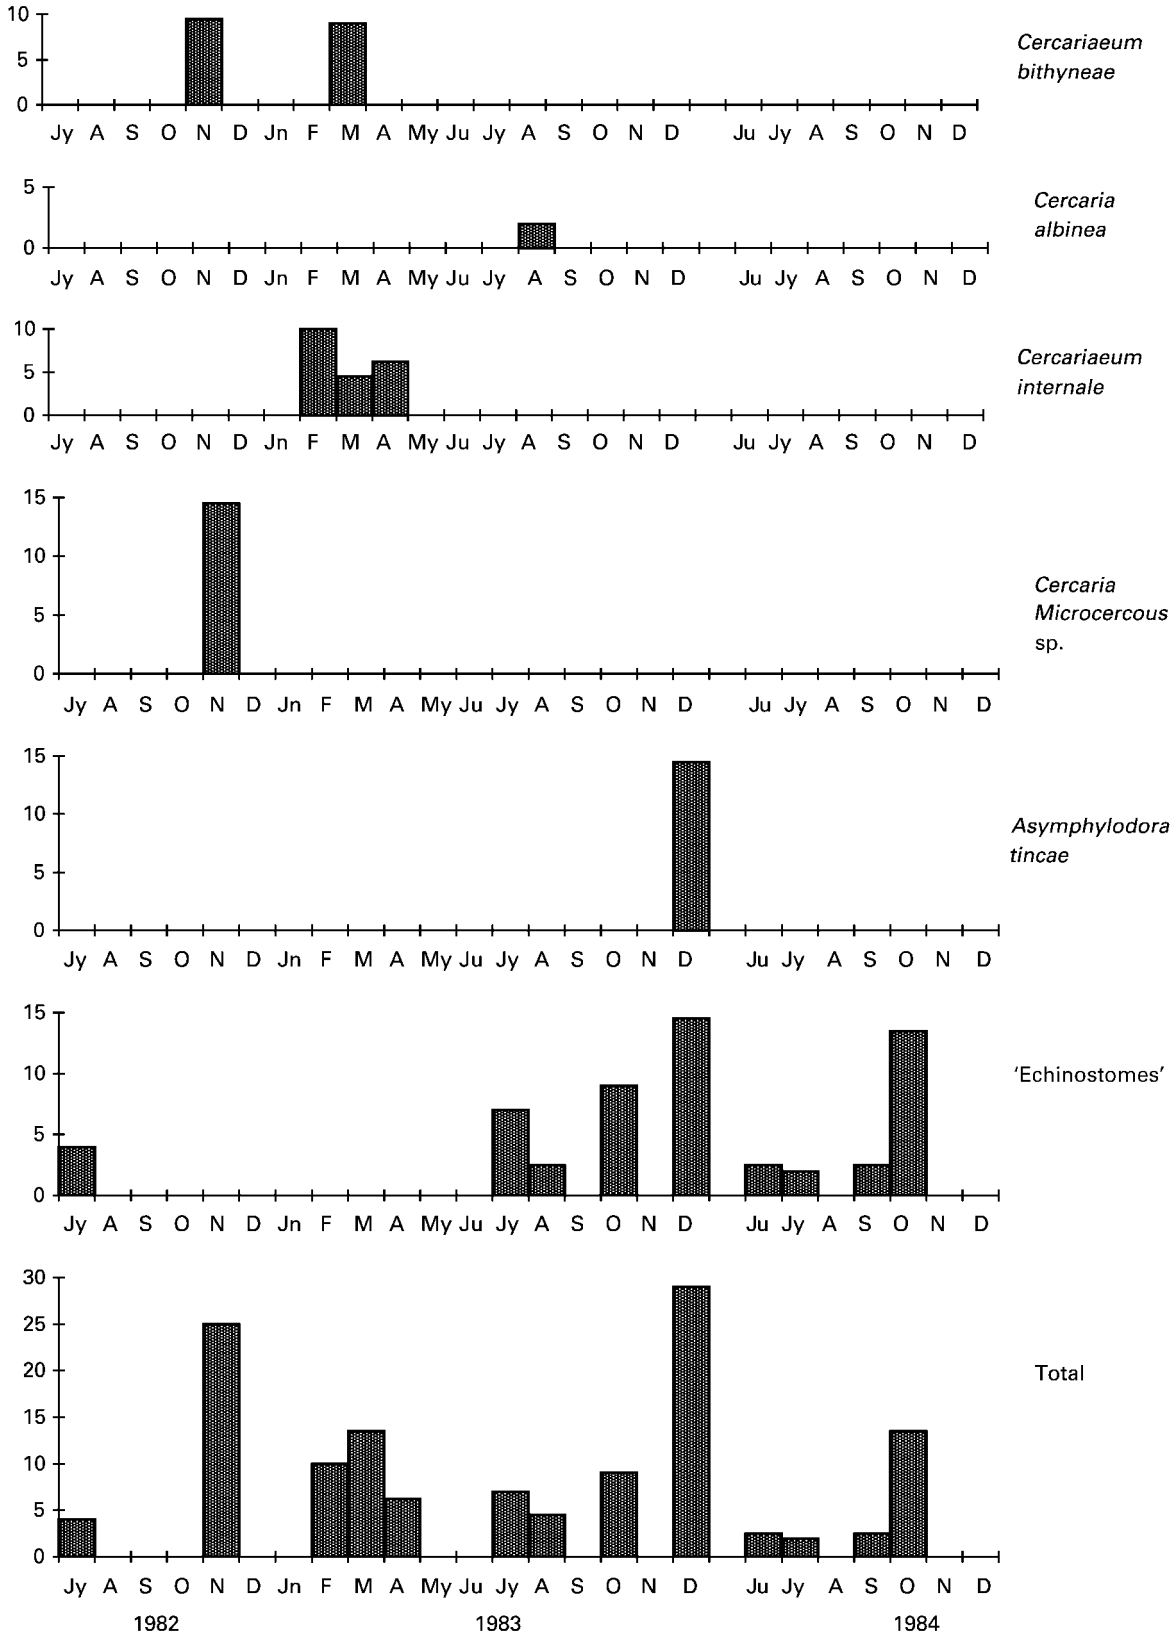 10
5
0
Cercariaeum
bithyneae
Jy A S O N D Jn F M A My Ju Jy A S O N D Ju Jy A S O N D
5
0
Cercaria
albinea
Jy A S O N D Jn F M A My Ju Jy A S O N D Ju Jy A S O N D
10
5
0
Cercariaeum
internale
Jy A S O N D Jn F M A My Ju Jy A S O N D Ju Jy A S O N D
15
10
5
0
Cercaria
Microcercous
sp.
Jy A S O N D Jn F M A My Ju Jy A S O N D Ju Jy A S O N D
15
10
5
0
Asymphylodora
tincae
Jy A S O N D Jn F M A My Ju Jy A S O N D Ju Jy A S O N D
15
10
5
0
‘Echinostomes’
Jy A S O N D Jn F M A My Ju Jy A S O N D Ju Jy A S O N D
30
25
20
15
10
5
0
Total
Jy A S O N D Jn F M A My Ju Jy A S O N D Ju Jy A S O N D
1982 1983 1984